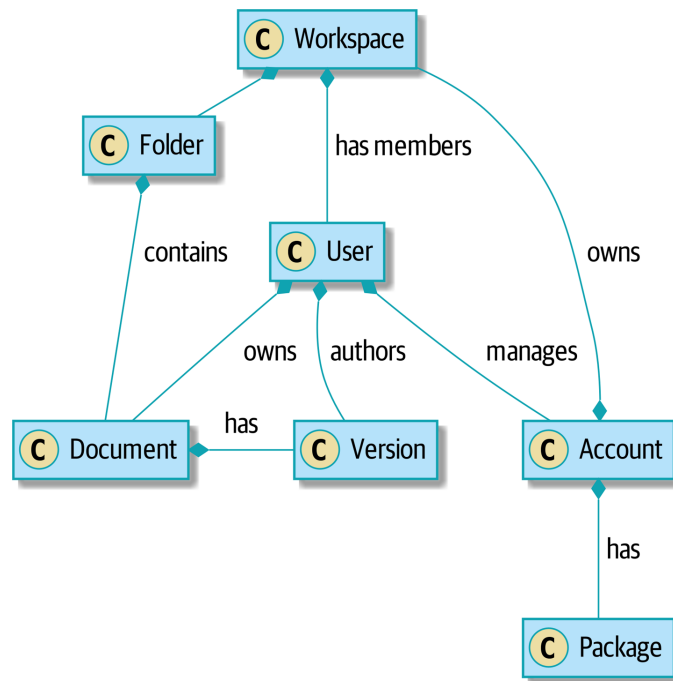 C Workspace
C Folder
has members
C User
contains
owns
owns
authors
manages
C Document
has
C Version
C Account
has
C Package